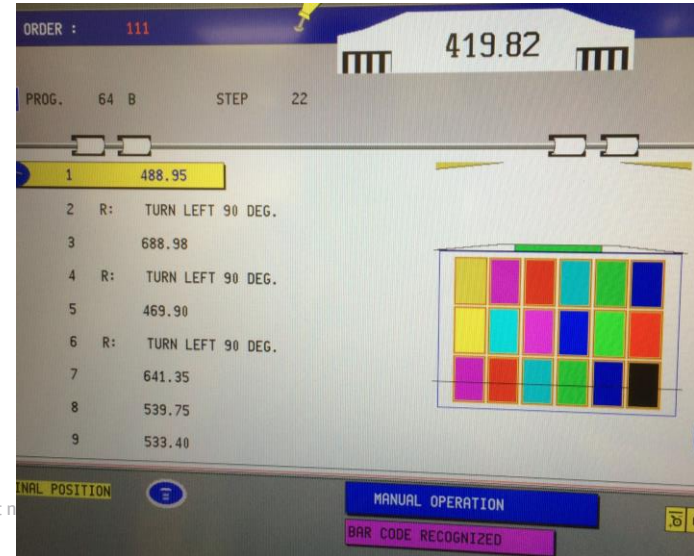 ORDER : 111
419.82
PROG. 64 B STEP 22
1 488.95
2 R: TURN LEFT 90 DEG.
3 688.98
4 R: TURN LEFT 90 DEG.
5 469.90
6 R: TURN LEFT 90 DEG.
7 641.35
8 539.75
9 533.40
INAL POSITION
MANUAL OPERATION
BAR CODE RECOGNIZED